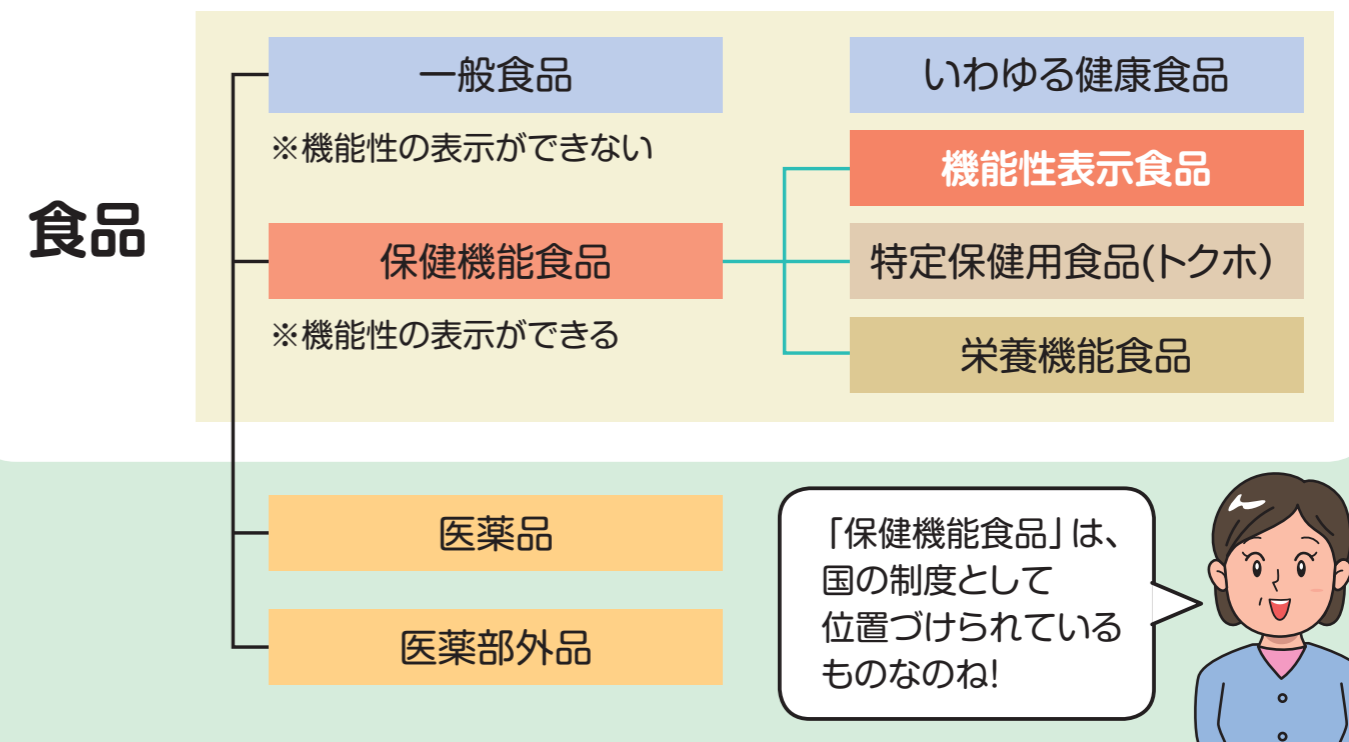 食品
一般食品
※機能性の表示ができない
保健機能食品
※機能性の表示ができる
いわゆる健康食品
機能性表示食品
特定保健用食品(トクホ)
栄養機能食品
医薬品
医薬部外品
「保健機能食品」は、
国の制度として
位置づけられている
ものなのね!